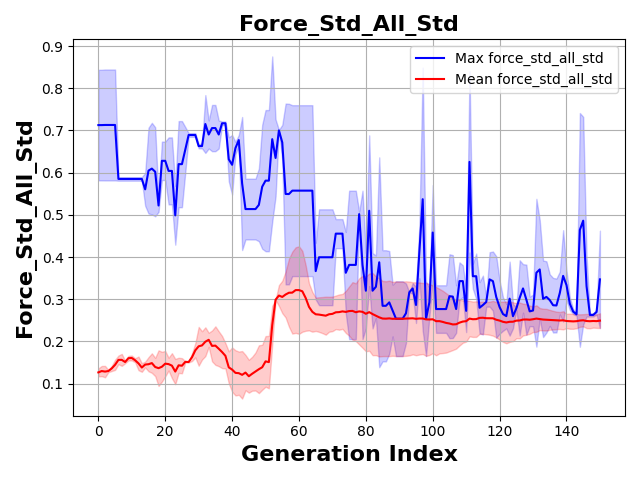 Force_Std_All_Std
Max force_std_all_std
Mean force_std_all_std
Force_Std_All_Std
0.9
0.8
0.7
0.6
0.5
0.4
0.3
0.2
0.1
0 20 40 60 80 100 120 140
Generation Index